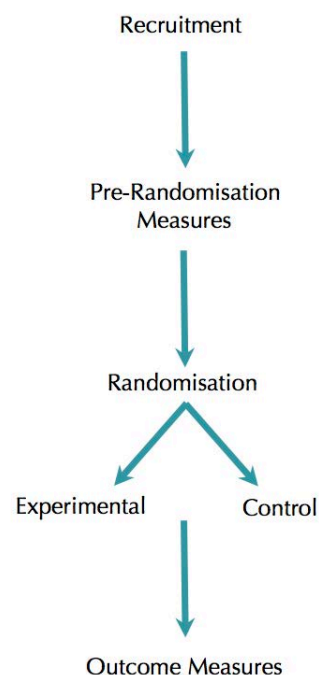 Recruitment
Pre-Randomisation
Measures
Randomisation
Experimental
Control
Outcome Measures